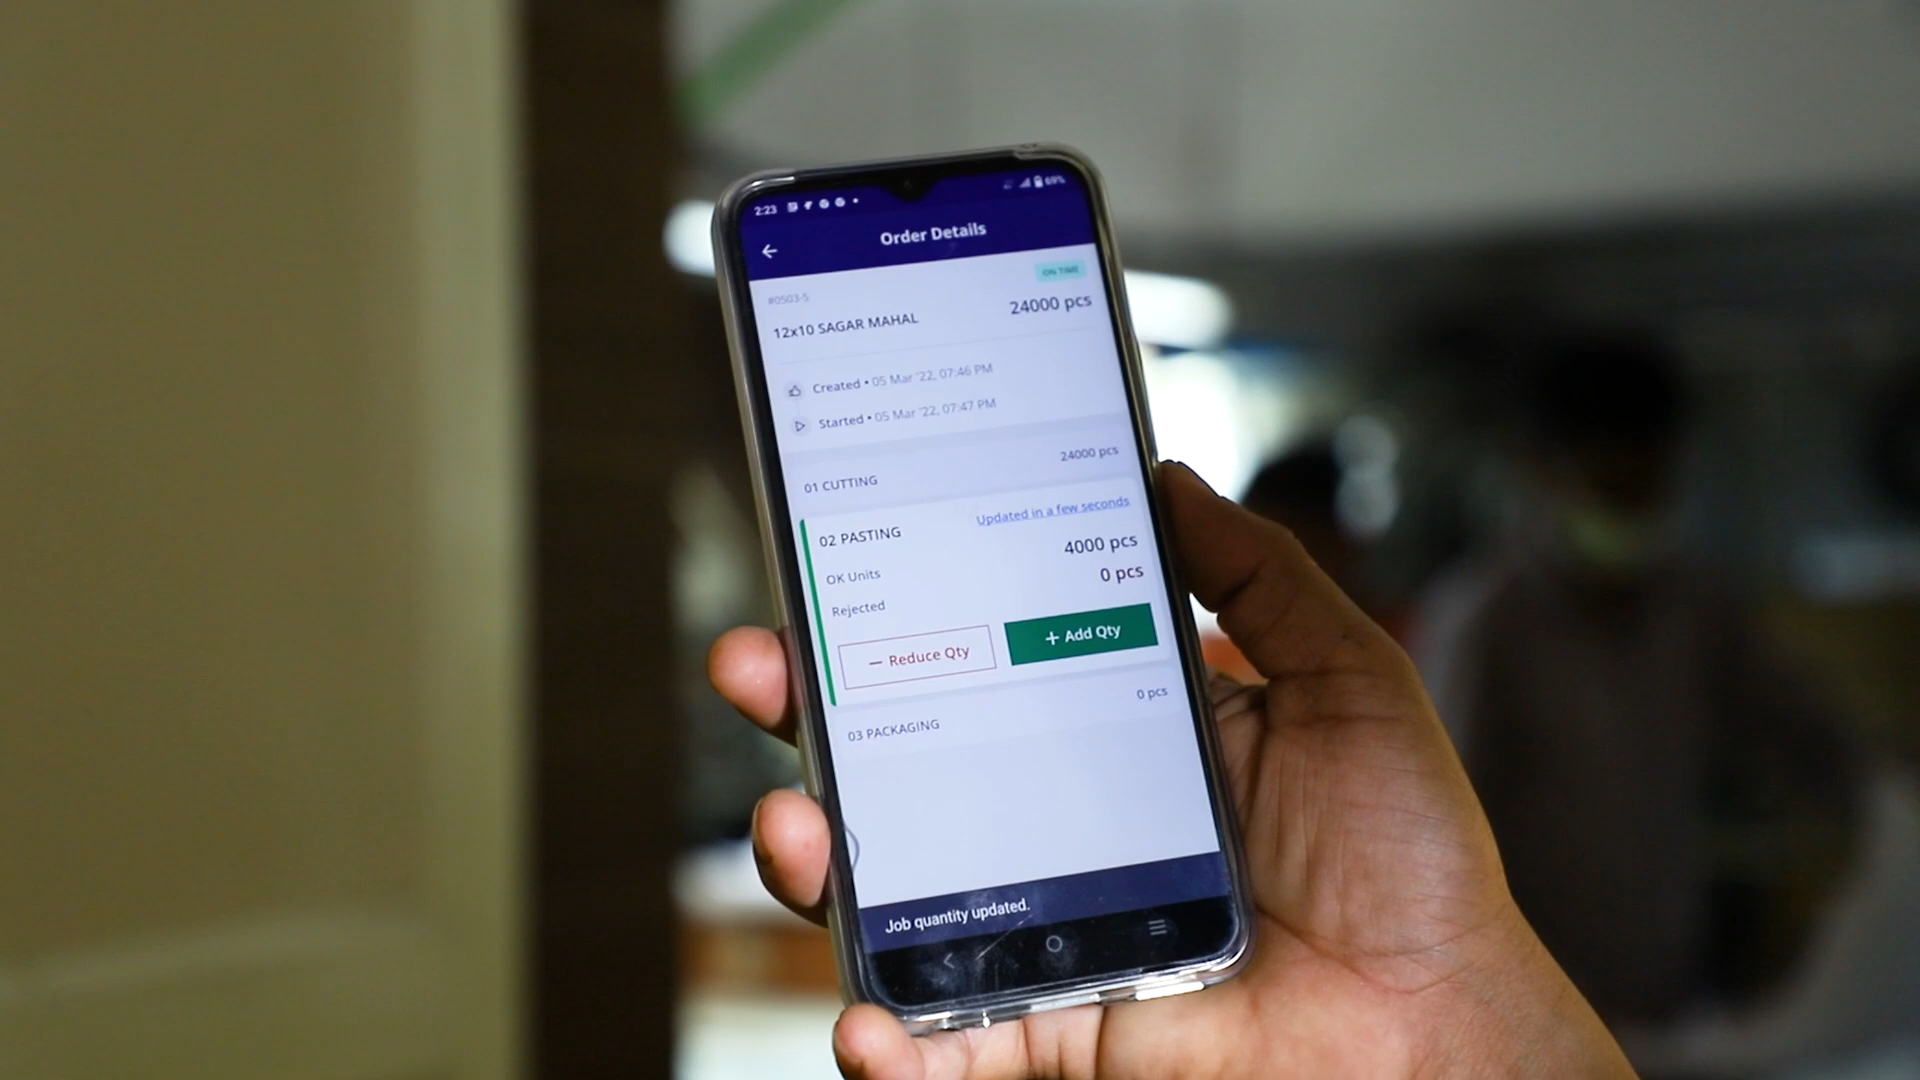 2:23
69%
Order Details
ON TIME
#0503-5
12x10 SAGAR MAHAL
24000 pcs
Created • 05 Mar '22, 07:46 PM
Started • 05 Mar '22, 07:47 PM
01 CUTTING
24000 pcs
02 PASTING
Updated in a few seconds
OK Units
4000 pcs
Rejected
0 pcs
— Reduce Qty
+ Add Qty
03 PACKAGING
0 pcs
Job quantity updated.